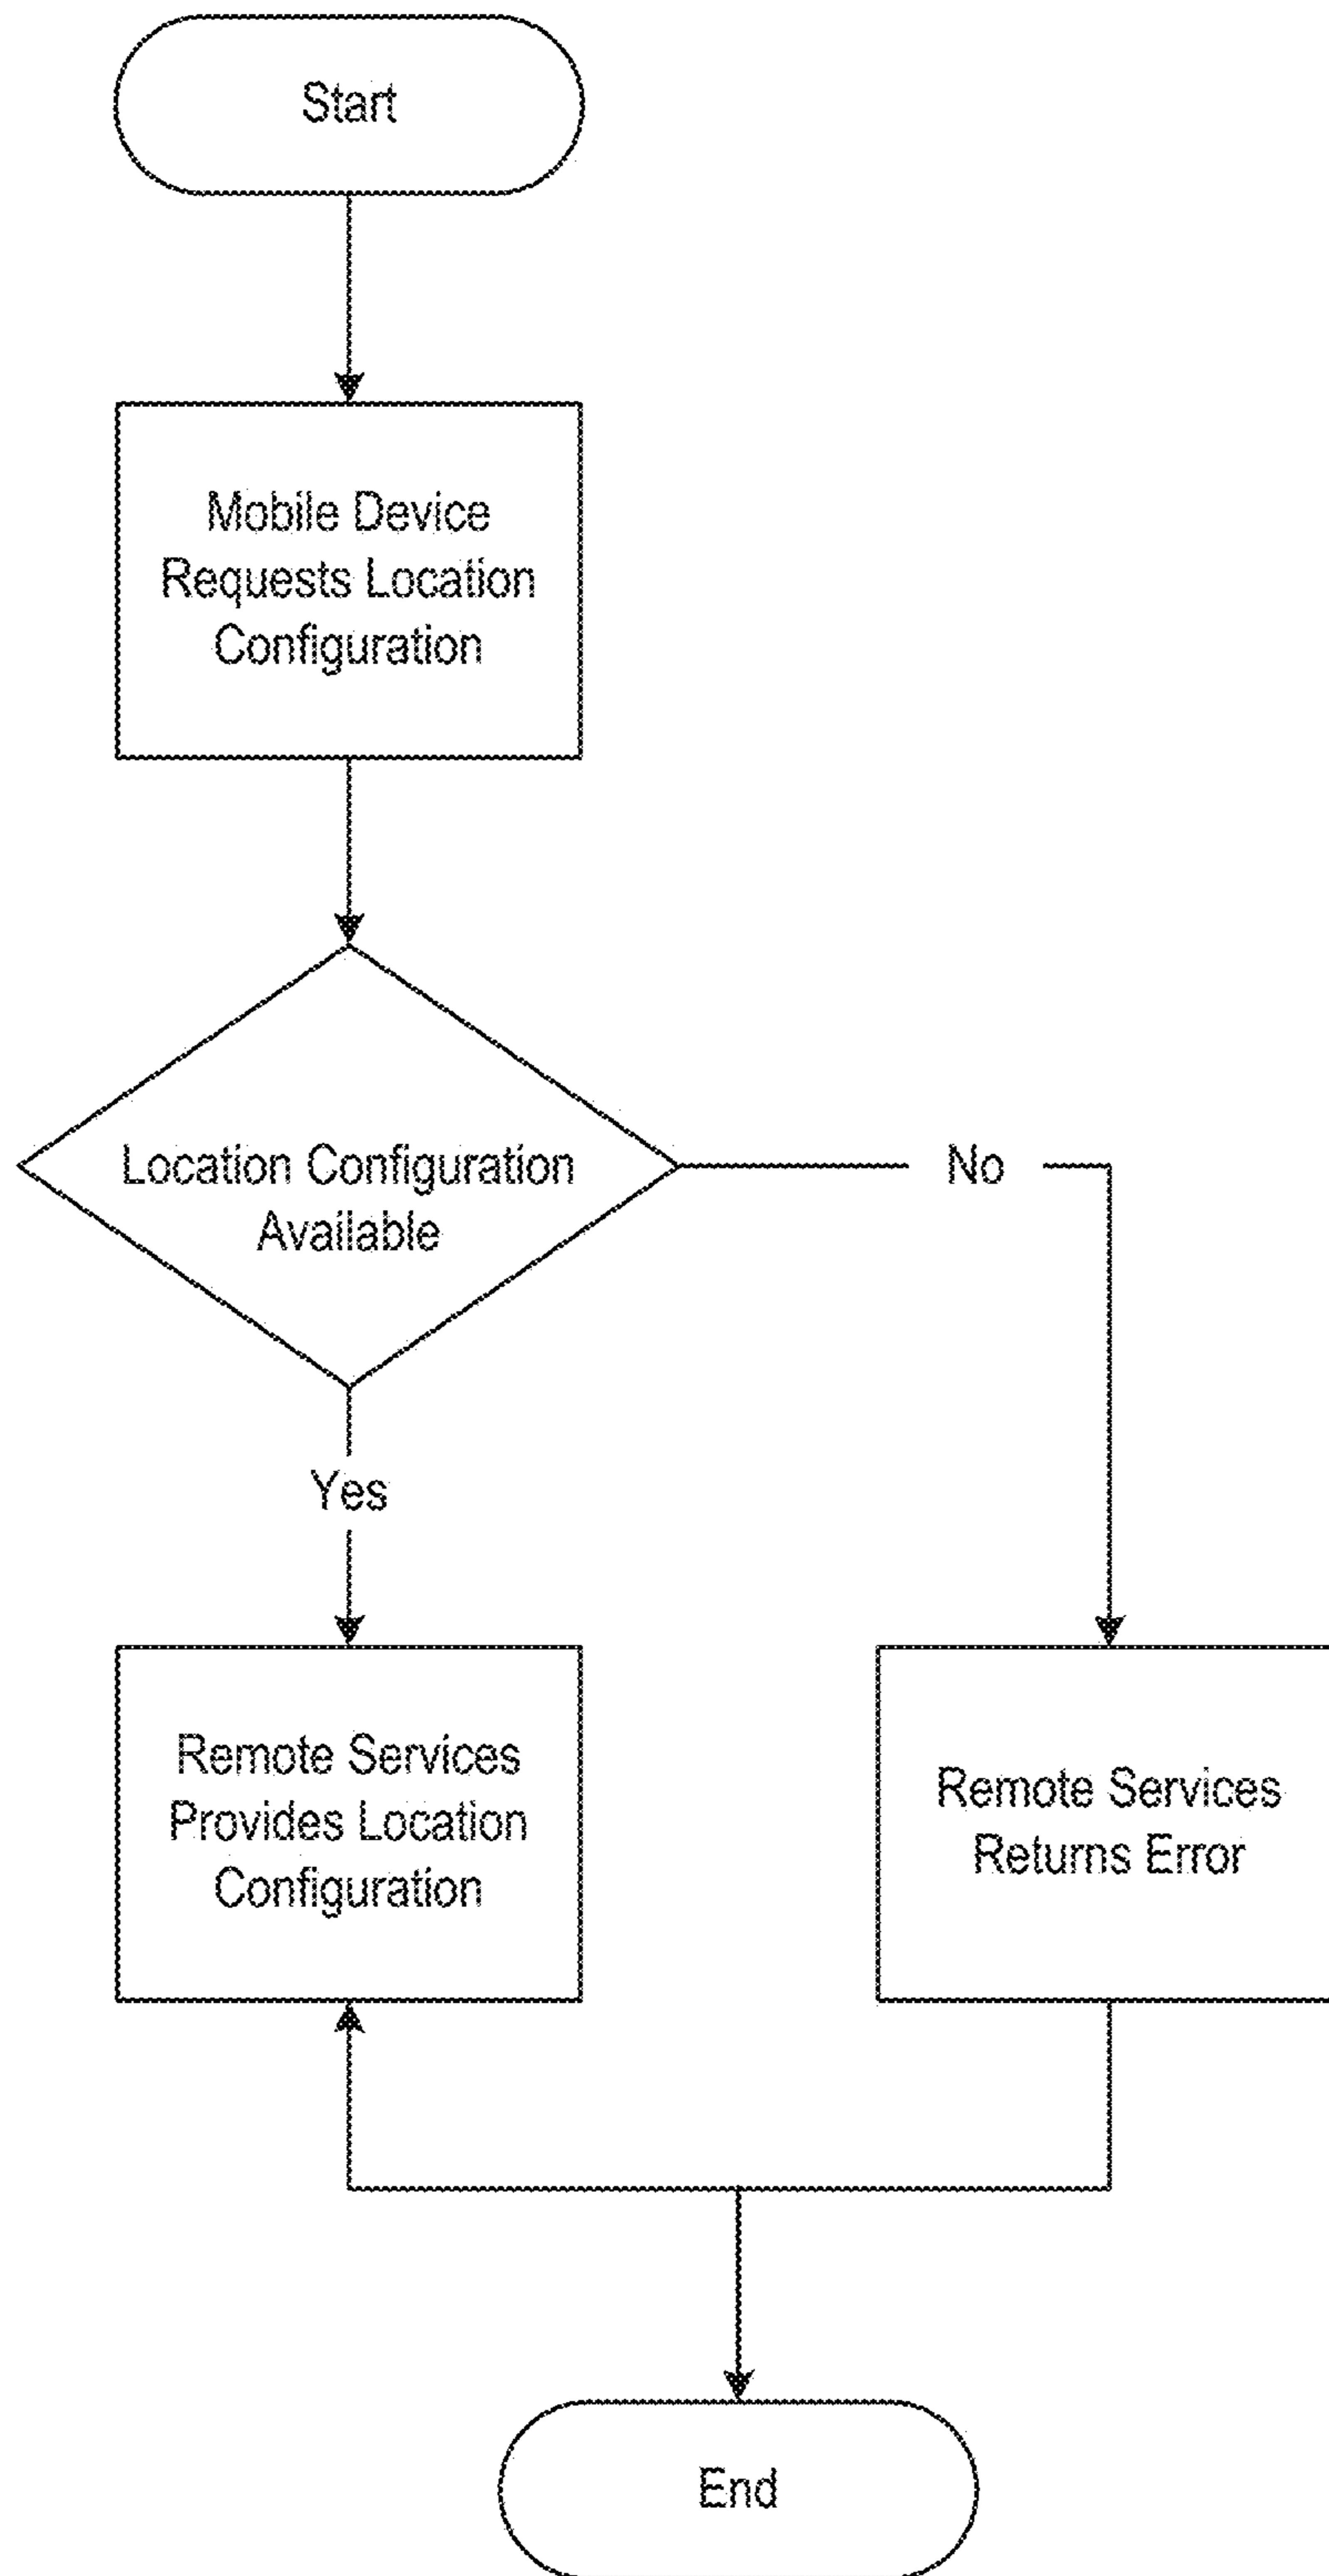 Start
Mobile Device
Requests Location
Configuration
Location Configuration
Available
No
Yes
Remote Services
Provides Location
Configuration
Remote Services
Returns Error
End